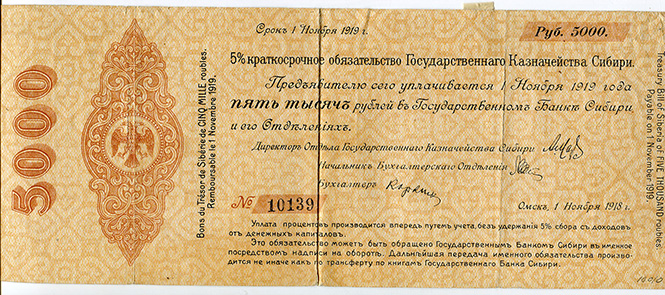 Срокъ 1 Ноября 1919 г.
Руб. 5000.
5% краткосрочное обязательство Государственнаго Казначейства Сибири.
Предъявителю сего уплачивается 1 Ноября 1919 года
пять тысячъ рублей въ Государственномъ Банкѣ Сибири
и его Отдѣленіяхъ.
Директоръ Отдѣла Государственнаго Казначейства Сибири
Начальникъ Бухгалтерскаго Отдѣленія
Бухгалтеръ
№ 10139
Омскъ, 1 Ноября 1918 г.
Уплата процентовъ производится впередъ путемъ учета, безъ удержанія 5% сбора съ доходовъ
отъ денежныхъ капиталовъ.
Это обязательство можетъ быть обращено Государственнымъ Банкомъ Сибири въ именное
посредствомъ надписи на оборотѣ. Дальнѣйшая передача именного обязательства произво-
дится не иначе какъ по трансферту по книгамъ Государственнаго Банка Сибири.
5000
Bons du Trésor de Sibérie de CINQ MILLE roubles.
Remboursable le 1 Novembre 1919.
Treasury Bill of Siberia of FIVE THOUSAND roubles
Payable on 1 November 1919.